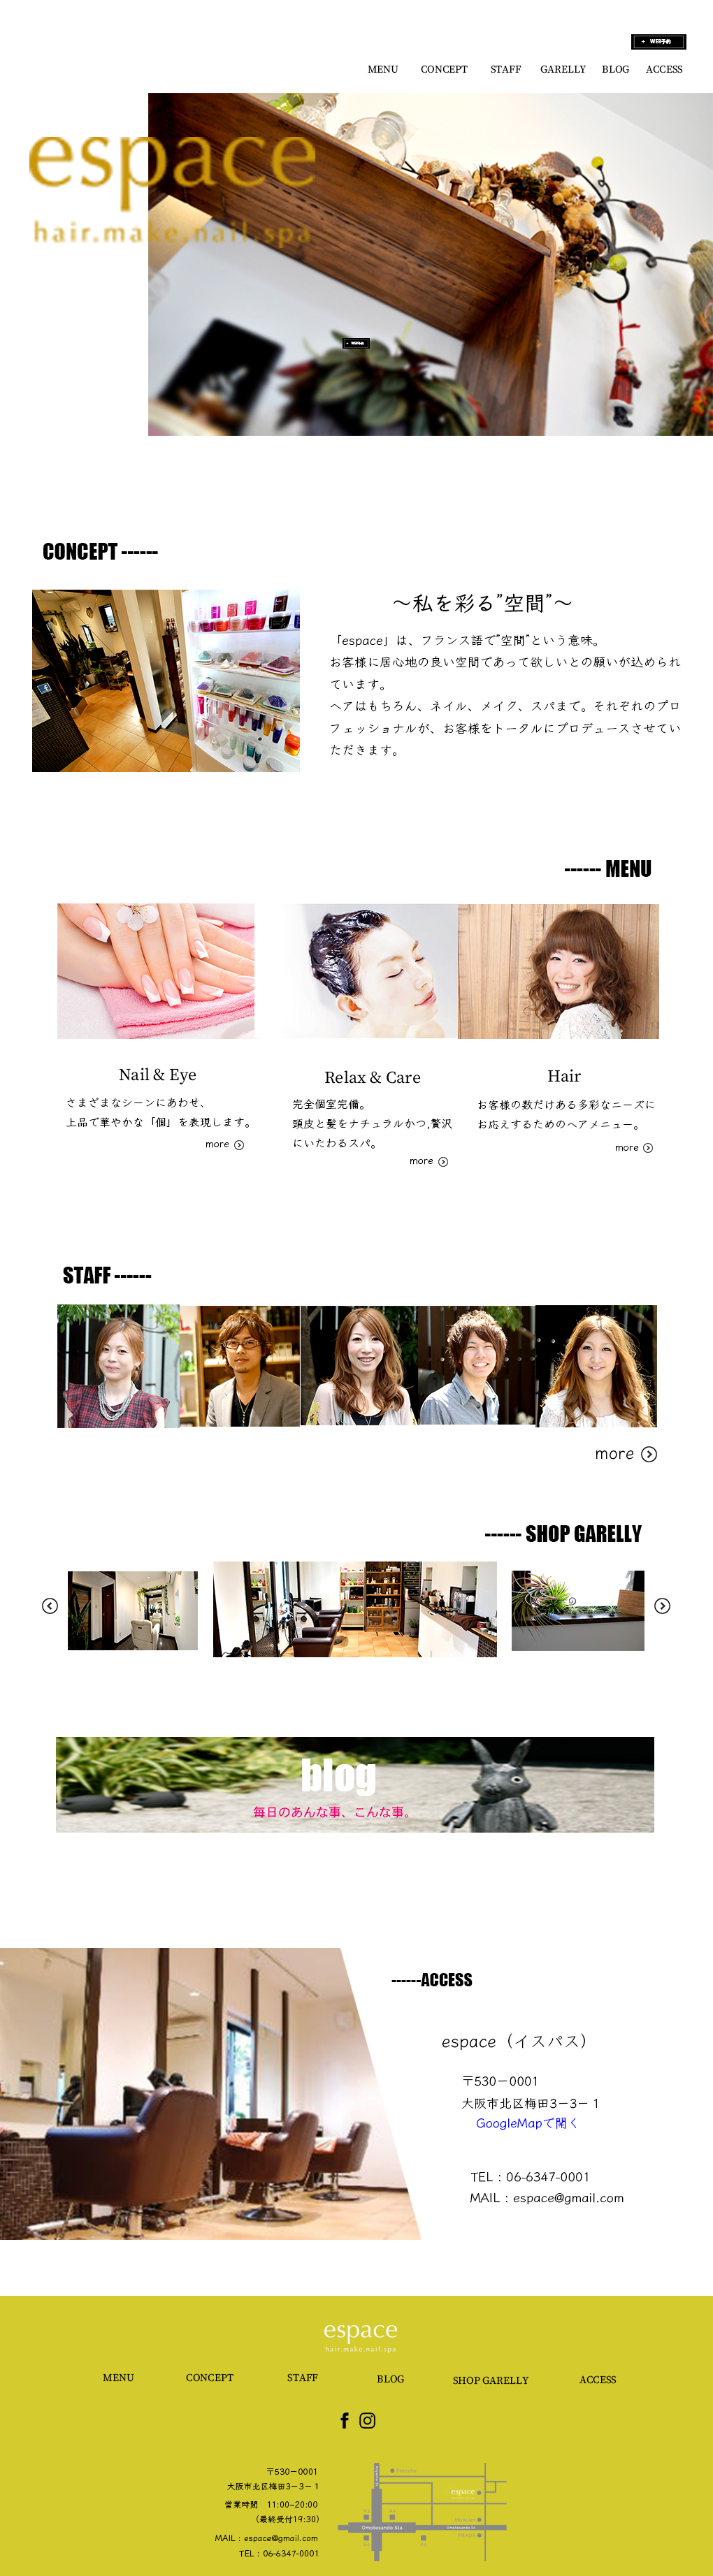 + WEB予約
MENU CONCEPT STAFF GARELLY BLOG ACCESS
espace
hair.make.nail.spa
CONCEPT ------
～私を彩る”空間”～
「espace」は、フランス語で”空間”という意味。
お客様に居心地の良い空間であって欲しいとの願いが込められ
ています。
ヘアはもちろん、ネイル、メイク、スパまで。それぞれのプロ
フェッショナルが、お客様をトータルにプロデュースさせてい
ただきます。
------ MENU
Nail & Eye
さまざまなシーンにあわせ、
上品で華やかな「個」を表現します。
more
Relax & Care
完全個室完備。
頭皮と髪をナチュラルかつ,贅沢
にいたわるスパ。
more
Hair
お客様の数だけある多彩なニーズに
お応えするためのヘアメニュー。
more
STAFF ------
more
------ SHOP GARELLY
blog
毎日のあんな事、こんな事。
------ACCESS
espace（イスパス）
〒530－0001
大阪市北区梅田3－3－１
GoogleMapで開く
TEL：06-6347-0001
MAIL：espace@gmail.com
espace
hair.make.nail.spa
MENU CONCEPT STAFF BLOG SHOP GARELLY ACCESS
〒530－0001
大阪市北区梅田3－3－１
営業時間　11:00~20:00
（最終受付19:30）
MAIL：espace@gmail.com
TEL：06-6347-0001
espace
Omotesando Sta.